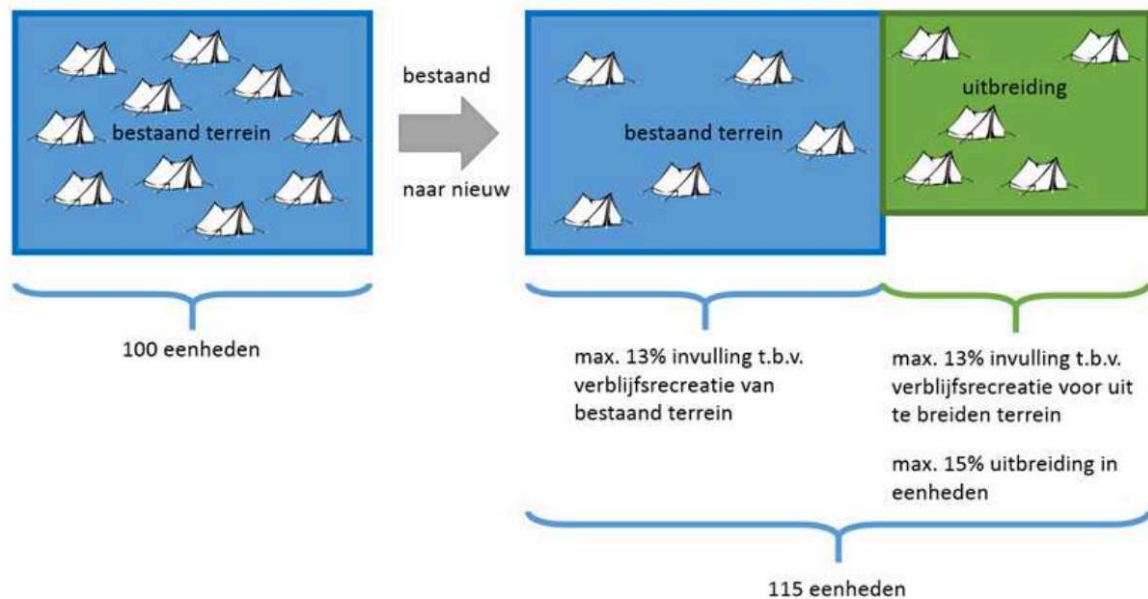 bestaand terrein
100 eenheden
bestaand
naar nieuw
bestaand terrein
uitbreiding
max. 13% invulling t.b.v.
verblijfsrecreatie van
bestaand terrein
max. 13% invulling t.b.v.
verblijfsrecreatie voor uit
te breiden terrein
max. 15% uitbreiding in
eenheden
115 eenheden